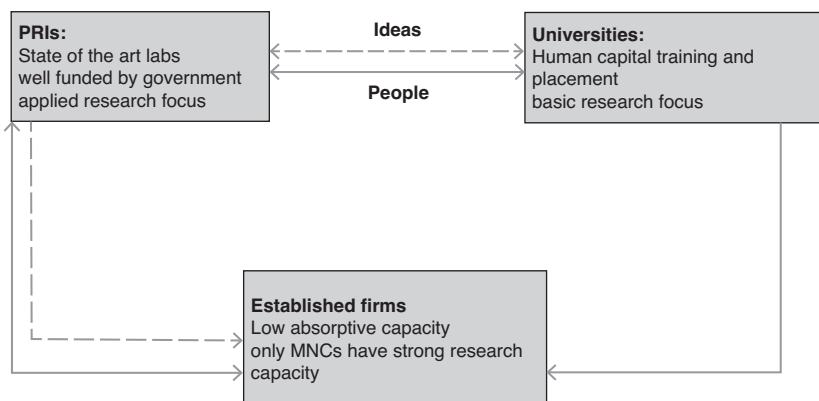 PRIs:
State of the art labs
well funded by government
applied research focus
Ideas
People
Universities:
Human capital training and
placement
basic research focus
Established firms
Low absorptive capacity
only MNCs have strong research
capacity